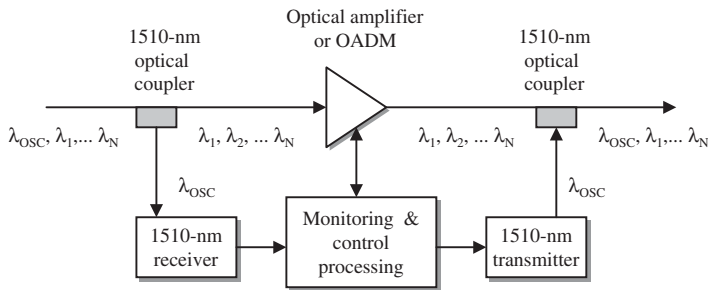 Optical amplifier
or OADM
1510-nm
optical
coupler
1510-nm
optical
coupler
λOSC, λ1,... λN
λ1, λ2, ... λN
λ1, λ2, ... λN
λOSC, λ1,... λN
λOSC
λOSC
1510-nm
receiver
Monitoring &
control
processing
1510-nm
transmitter